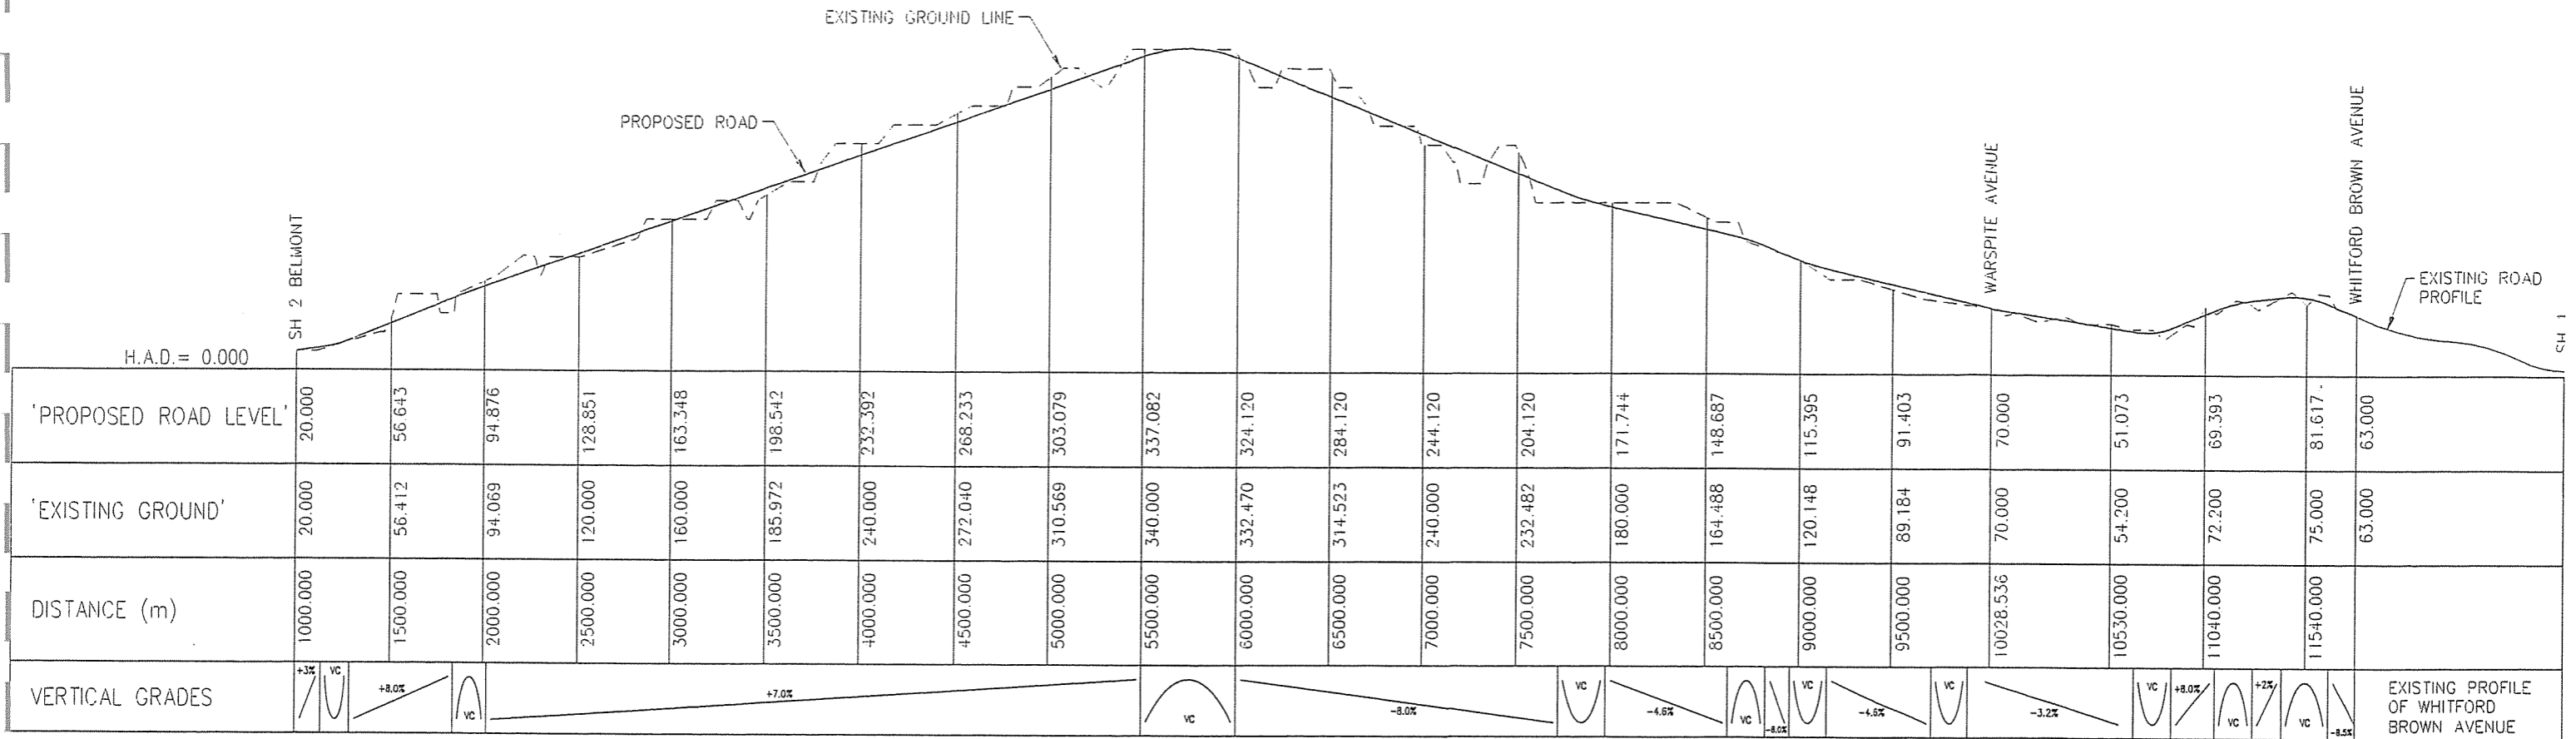 EXISTING GROUND LINE
PROPOSED ROAD
SH 2 BELMONT
WARSPITE AVENUE
WHITFORD BROWN AVENUE
EXISTING ROAD
PROFILE
SH 1
H.A.D.= 0.000
'PROPOSED ROAD LEVEL' 20.000 56.643 94.876 128.851 163.348 198.542 232.392 268.233 303.079 337.082 324.120 284.120 244.120 204.120 171.744 148.687 115.395 91.403 70.000 51.073 69.393 81.617 63.000
'EXISTING GROUND' 20.000 56.412 94.069 120.000 160.000 185.972 240.000 272.040 310.569 340.000 332.470 314.523 240.000 232.482 180.000 164.488 120.148 89.184 70.000 54.200 72.200 75.000 63.000
DISTANCE (m) 1000.000 1500.000 2000.000 2500.000 3000.000 3500.000 4000.000 4500.000 5000.000 5500.000 6000.000 6500.000 7000.000 7500.000 8000.000 8500.000 9000.000 9500.000 10028.536 10530.000 11040.000 11540.000
VERTICAL GRADES +3% VC +8.0% VC +7.0% VC -8.0% VC -4.6% VC -8.0% VC -4.6% VC -3.2% VC +8.0% VC +2% VC -8.5%
EXISTING PROFILE
OF WHITFORD
BROWN AVENUE